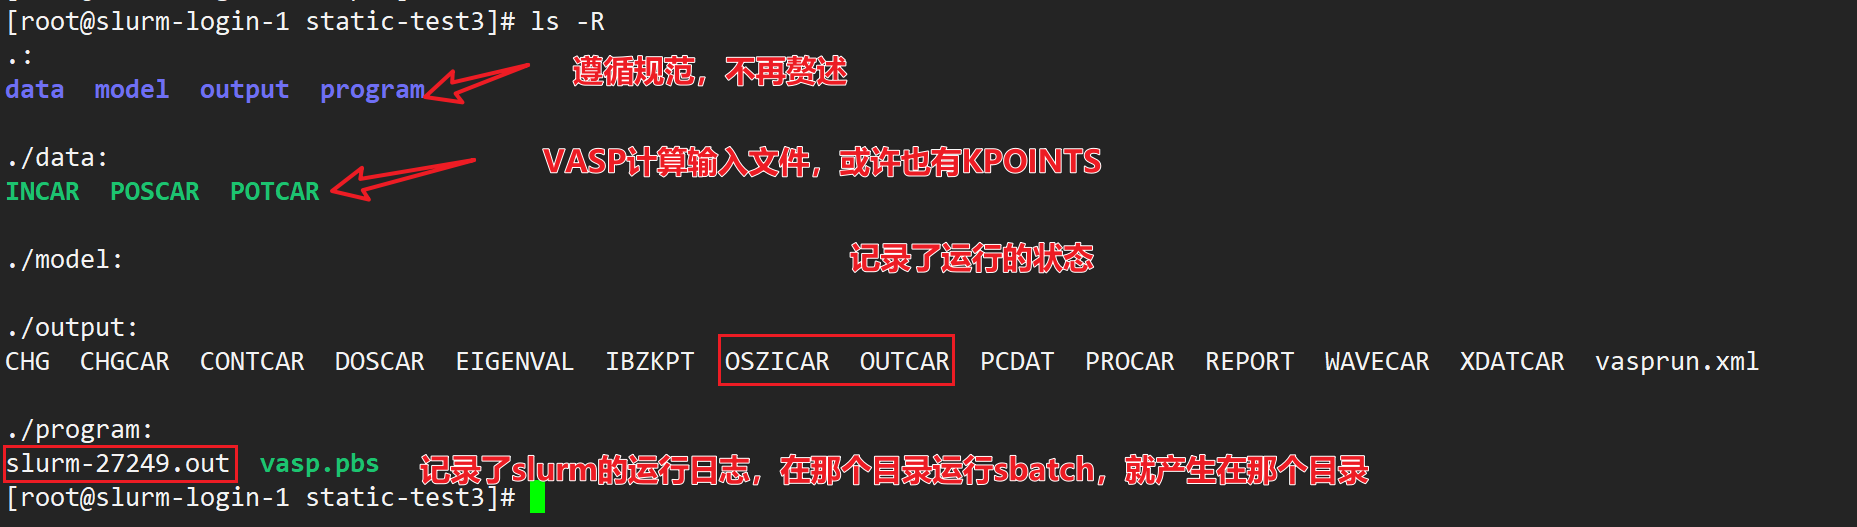 [root@slurm-login-1 static-test3]# ls -R
.:
遵循规范，不再赘述
data  model  output  program
./data:
VASP计算输入文件，或许也有KPOINTS
INCAR  POSCAR  POTCAR
./model:
记录了运行的状态
./output:
CHG  CHGCAR  CONTCAR  DOSCAR  EIGENVAL  IBZKPT  OSZICAR  OUTCAR  PCDAT  PROCAR  REPORT  WAVECAR  XDATCAR  vasprun.xml
./program:
slurm-27249.out  vasp.pbs  记录了slurm的运行日志，在那个目录运行sbatch，就产生在那个目录
[root@slurm-login-1 static-test3]#